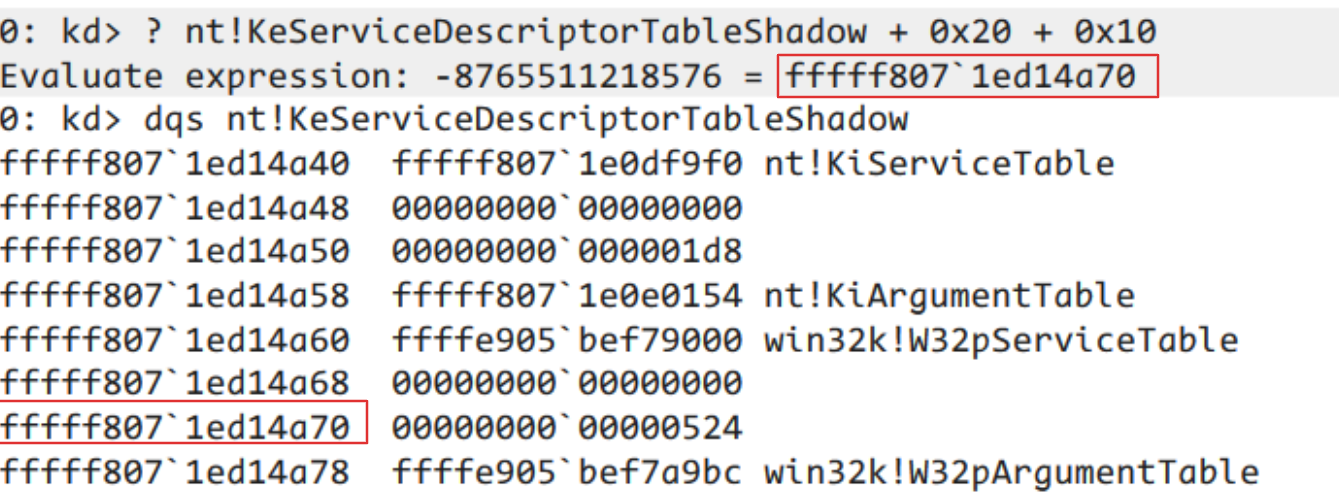 0: kd> ? nt!KeServiceDescriptorTableShadow + 0x20 + 0x10
Evaluate expression: -8765511218576 = fffff807`1ed14a70
0: kd> dqs nt!KeServiceDescriptorTableShadow
fffff807`1ed14a40  fffff807`1e0df9f0 nt!KiServiceTable
fffff807`1ed14a48  00000000`00000000
fffff807`1ed14a50  00000000`000001d8
fffff807`1ed14a58  fffff807`1e0e0154 nt!KiArgumentTable
fffff807`1ed14a60  ffffe905`bef79000 win32k!W32pServiceTable
fffff807`1ed14a68  00000000`00000000
fffff807`1ed14a70  00000000`00000524
fffff807`1ed14a78  ffffe905`bef7a9bc win32k!W32pArgumentTable